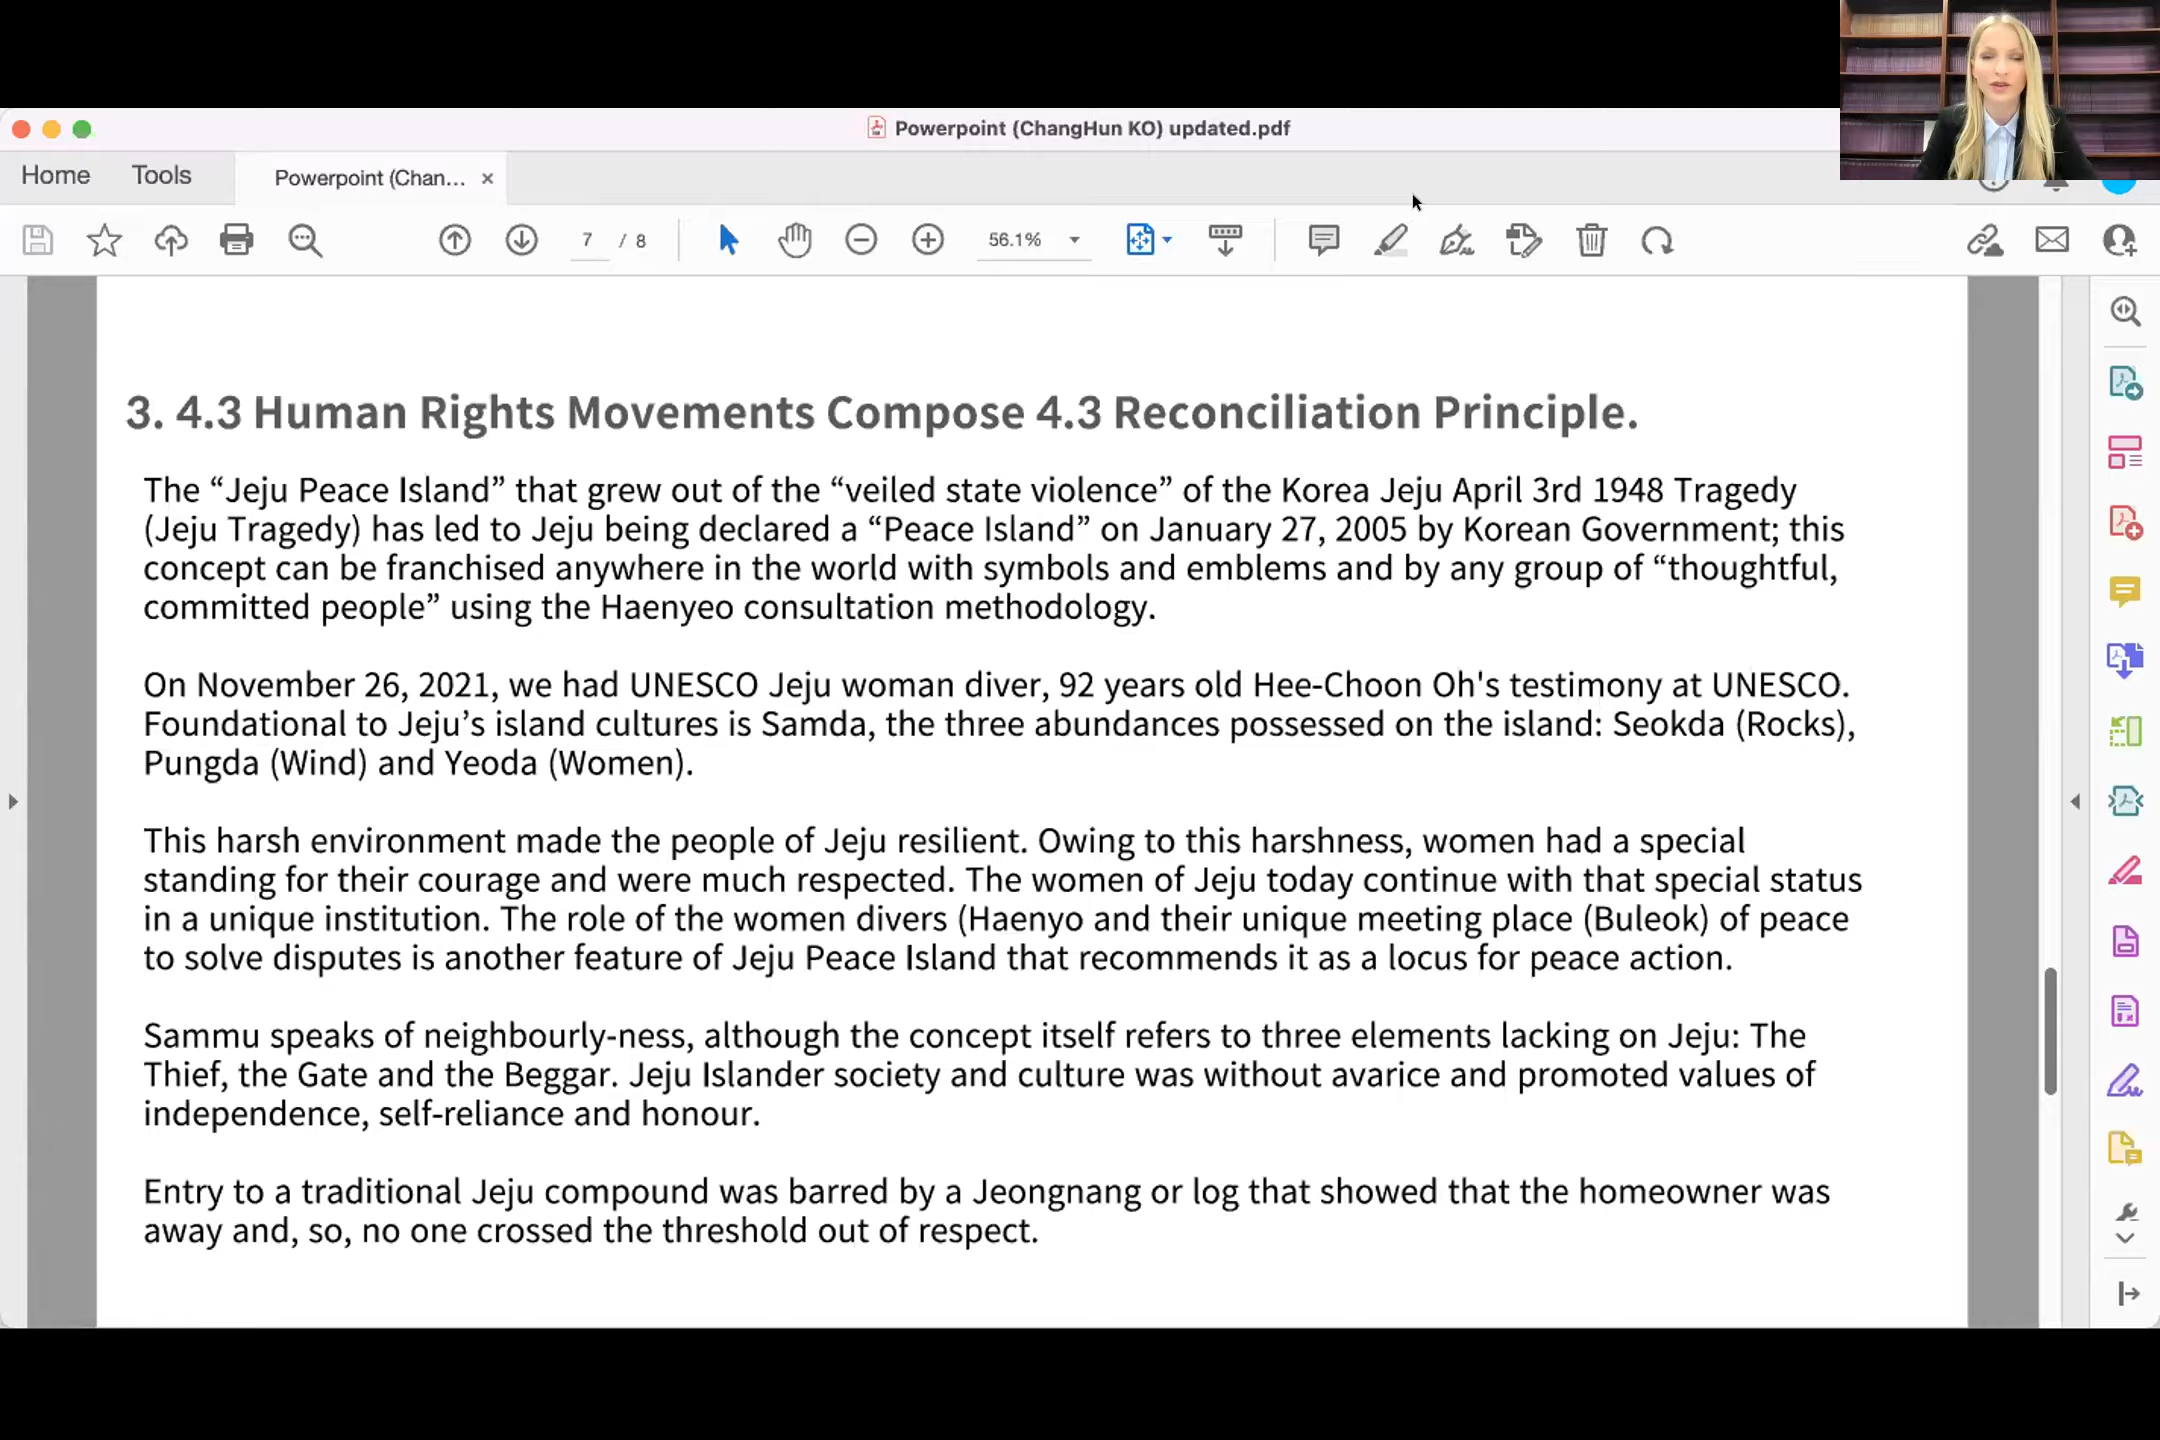 Powerpoint (ChangHun KO) updated.pdf
Home
Tools
Powerpoint (Chan...
7 / 8
56.1%
3. 4.3 Human Rights Movements Compose 4.3 Reconciliation Principle.
The “Jeju Peace Island” that grew out of the “veiled state violence” of the Korea Jeju April 3rd 1948 Tragedy
(Jeju Tragedy) has led to Jeju being declared a “Peace Island” on January 27, 2005 by Korean Government; this
concept can be franchised anywhere in the world with symbols and emblems and by any group of “thoughtful,
committed people” using the Haenyeo consultation methodology.
On November 26, 2021, we had UNESCO Jeju woman diver, 92 years old Hee-Choon Oh's testimony at UNESCO.
Foundational to Jeju’s island cultures is Samda, the three abundances possessed on the island: Seokda (Rocks),
Pungda (Wind) and Yeoda (Women).
This harsh environment made the people of Jeju resilient. Owing to this harshness, women had a special
standing for their courage and were much respected. The women of Jeju today continue with that special status
in a unique institution. The role of the women divers (Haenyo and their unique meeting place (Buleok) of peace
to solve disputes is another feature of Jeju Peace Island that recommends it as a locus for peace action.
Sammu speaks of neighbourly-ness, although the concept itself refers to three elements lacking on Jeju: The
Thief, the Gate and the Beggar. Jeju Islander society and culture was without avarice and promoted values of
independence, self-reliance and honour.
Entry to a traditional Jeju compound was barred by a Jeongnang or log that showed that the homeowner was
away and, so, no one crossed the threshold out of respect.